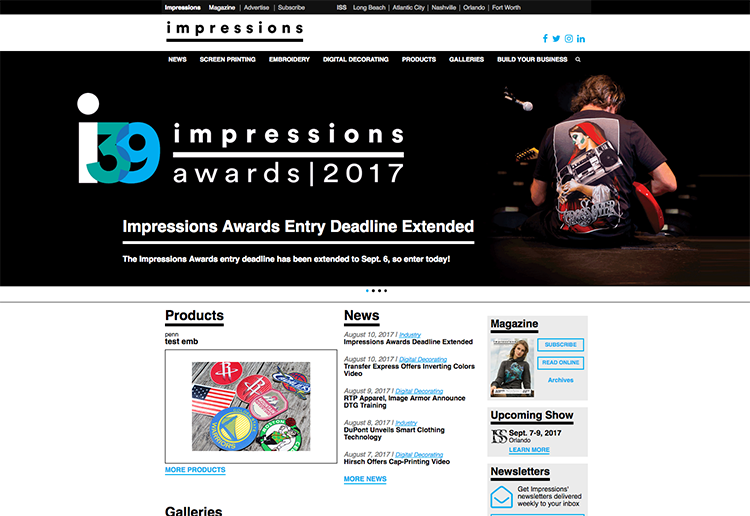 Impressions Magazine | Advertise | Subscribe ISS Long Beach | Atlantic City | Nashville | Orlando | Fort Worth
impressions
NEWS SCREEN PRINTING EMBROIDERY DIGITAL DECORATING PRODUCTS GALLERIES BUILD YOUR BUSINESS
i39 impressions
awards|2017
Impressions Awards Entry Deadline Extended
The Impressions Awards entry deadline has been extended to Sept. 6, so enter today!
Products
penn
test emb
WARRIORS
MORE PRODUCTS
Galleries
News
August 10, 2017 | Industry
Impressions Awards Deadline Extended
August 10, 2017 | Digital Decorating
Transfer Express Offers Inverting Colors
Video
August 9, 2017 | Digital Decorating
RTP Apparel, Image Armor Announce
DTG Training
August 8, 2017 | Industry
DuPont Unveils Smart Clothing
Technology
August 7, 2017 | Digital Decorating
Hirsch Offers Cap-Printing Video
MORE NEWS
Magazine
impressions
SUBSCRIBE
READ ONLINE
Archives
Upcoming Show
ISS Sept. 7-9, 2017
Orlando
LEARN MORE
Newsletters
Get Impressions'
newsletters delivered
weekly to your inbox